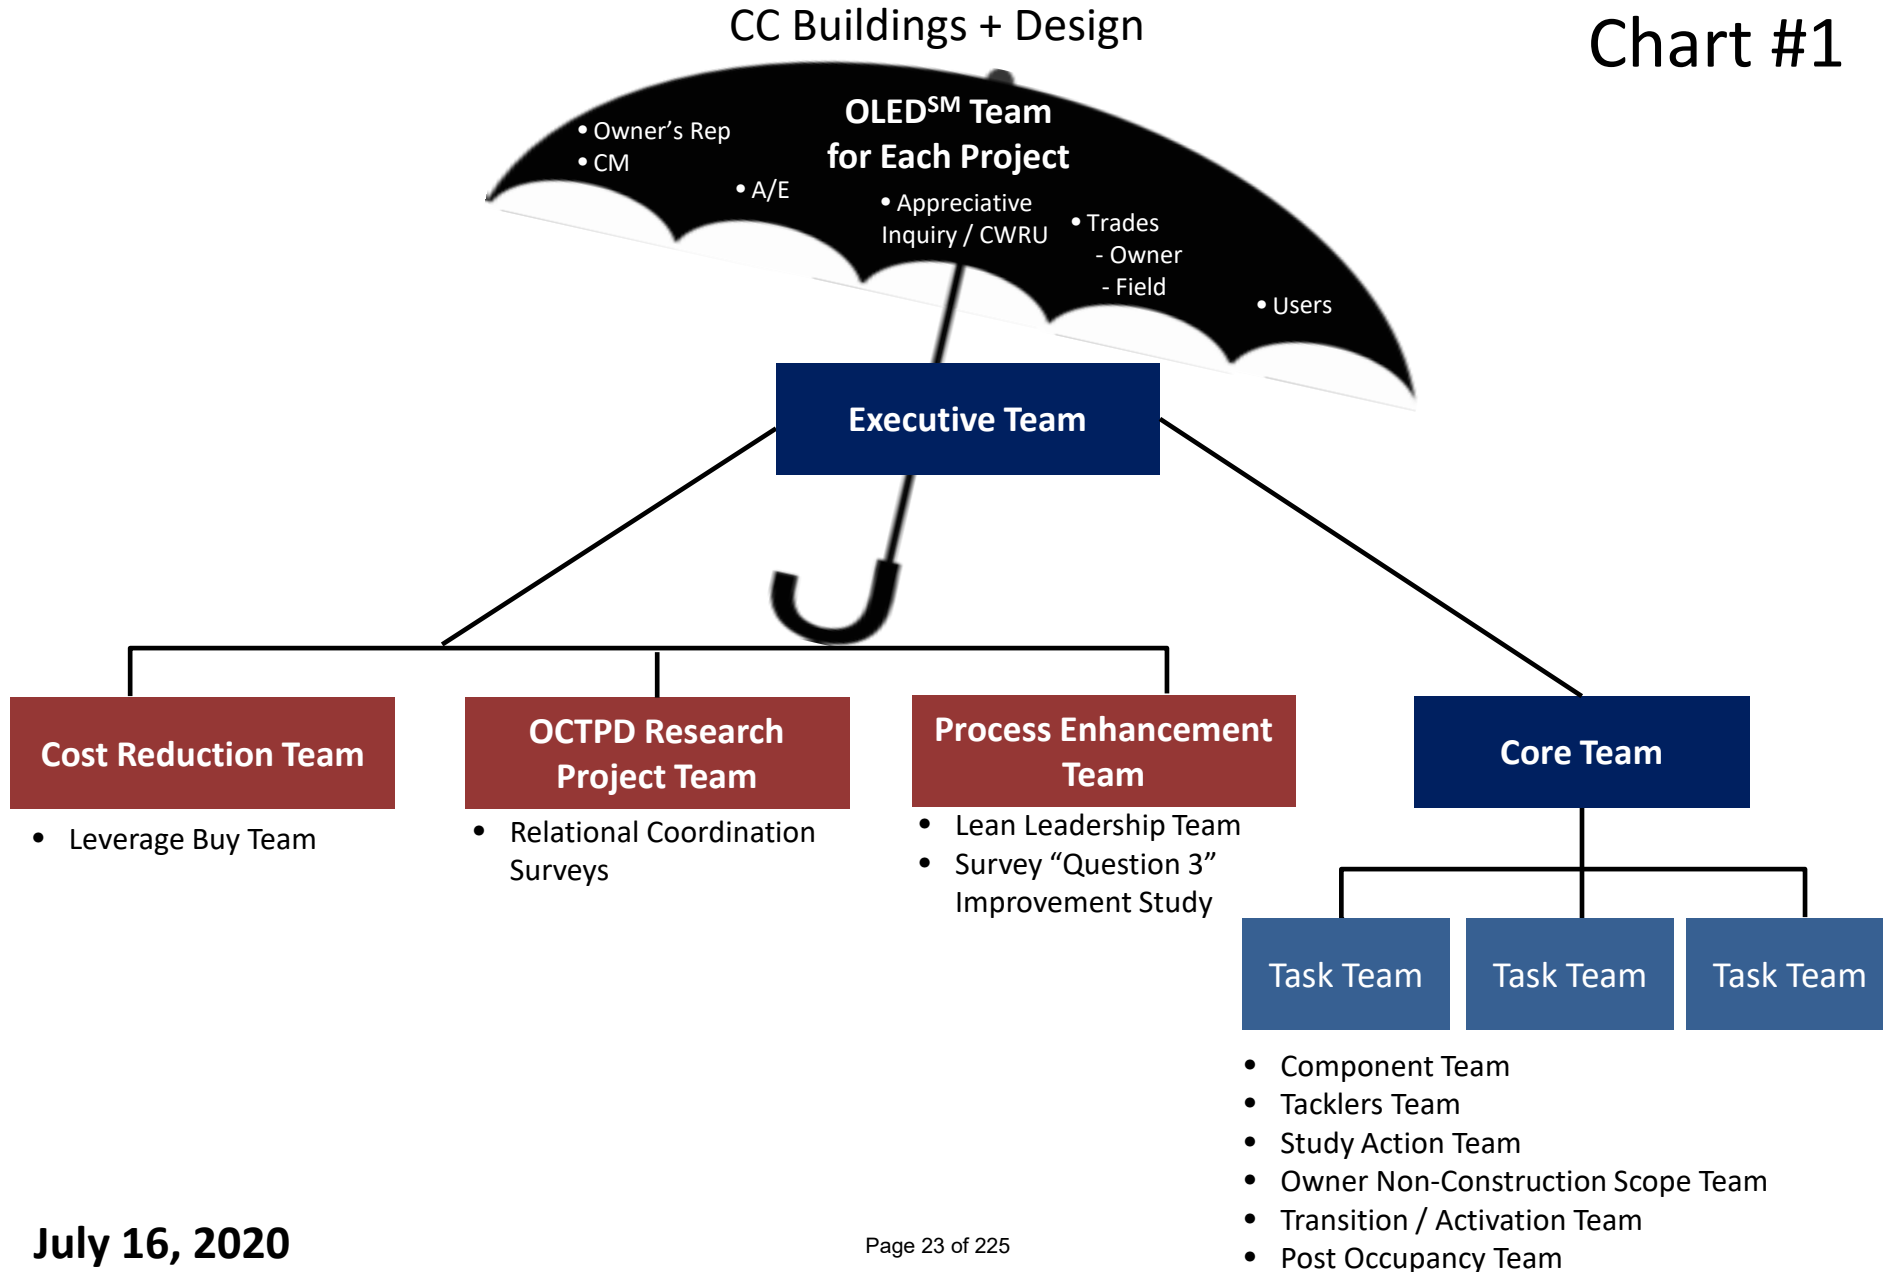 CC Buildings + Design
Chart #1
OLED℠ Team
for Each Project
• Owner’s Rep
• CM
• A/E
• Appreciative
Inquiry / CWRU
• Trades
- Owner
- Field
• Users
Executive Team
Cost Reduction Team
• Leverage Buy Team
OCTPD Research
Project Team
• Relational Coordination
Surveys
Process Enhancement
Team
• Lean Leadership Team
• Survey “Question 3”
Improvement Study
Core Team
Task Team
Task Team
Task Team
• Component Team
• Tacklers Team
• Study Action Team
• Owner Non-Construction Scope Team
• Transition / Activation Team
• Post Occupancy Team
July 16, 2020
Page 23 of 225